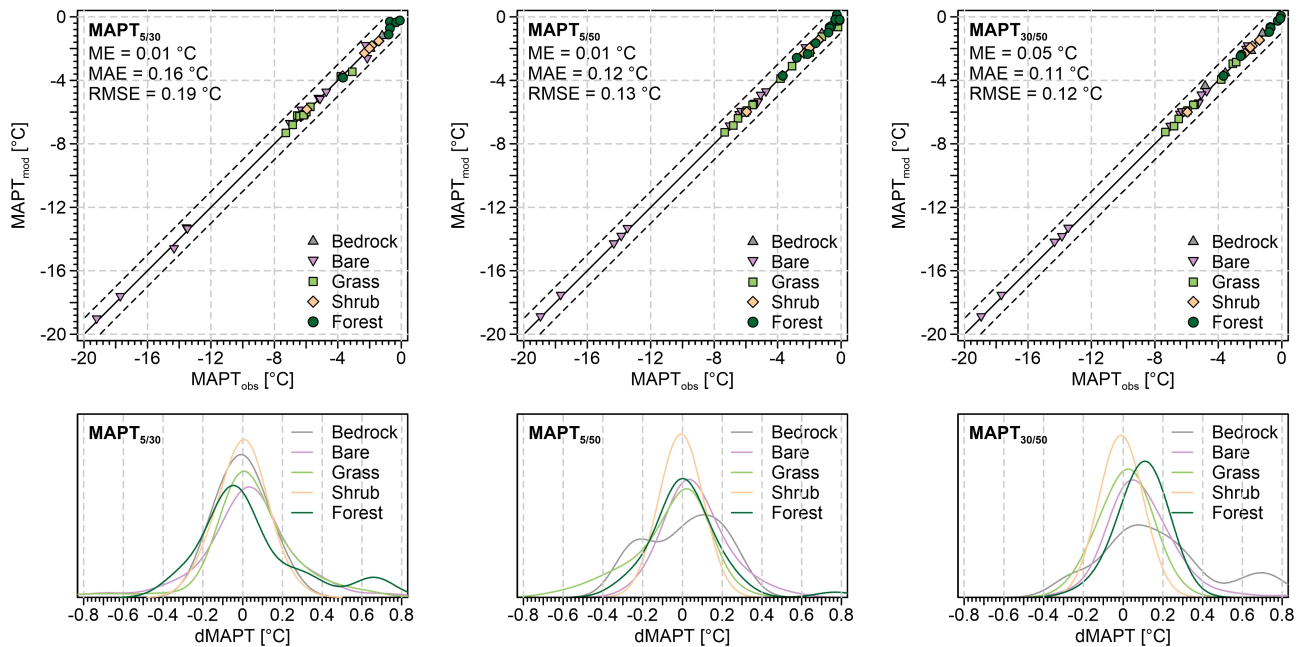 MAPT5/30
ME = 0.01 °C
MAE = 0.16 °C
RMSE = 0.19 °C
0
-4
-8
-12
-16
-20
MAPTmod [°C]
Bedrock
Bare
Grass
Shrub
Forest
-20 -16 -12 -8 -4 0
MAPTobs [°C]
MAPT5/50
ME = 0.01 °C
MAE = 0.12 °C
RMSE = 0.13 °C
0
-4
-8
-12
-16
-20
MAPTmod [°C]
Bedrock
Bare
Grass
Shrub
Forest
-20 -16 -12 -8 -4 0
MAPTobs [°C]
MAPT30/50
ME = 0.05 °C
MAE = 0.11 °C
RMSE = 0.12 °C
0
-4
-8
-12
-16
-20
MAPTmod [°C]
Bedrock
Bare
Grass
Shrub
Forest
-20 -16 -12 -8 -4 0
MAPTobs [°C]
MAPT5/30
Bedrock
Bare
Grass
Shrub
Forest
-0.8 -0.6 -0.4 -0.2 0 0.2 0.4 0.6 0.8
dMAPT [°C]
MAPT5/50
Bedrock
Bare
Grass
Shrub
Forest
-0.8 -0.6 -0.4 -0.2 0 0.2 0.4 0.6 0.8
dMAPT [°C]
MAPT30/50
Bedrock
Bare
Grass
Shrub
Forest
-0.8 -0.6 -0.4 -0.2 0 0.2 0.4 0.6 0.8
dMAPT [°C]